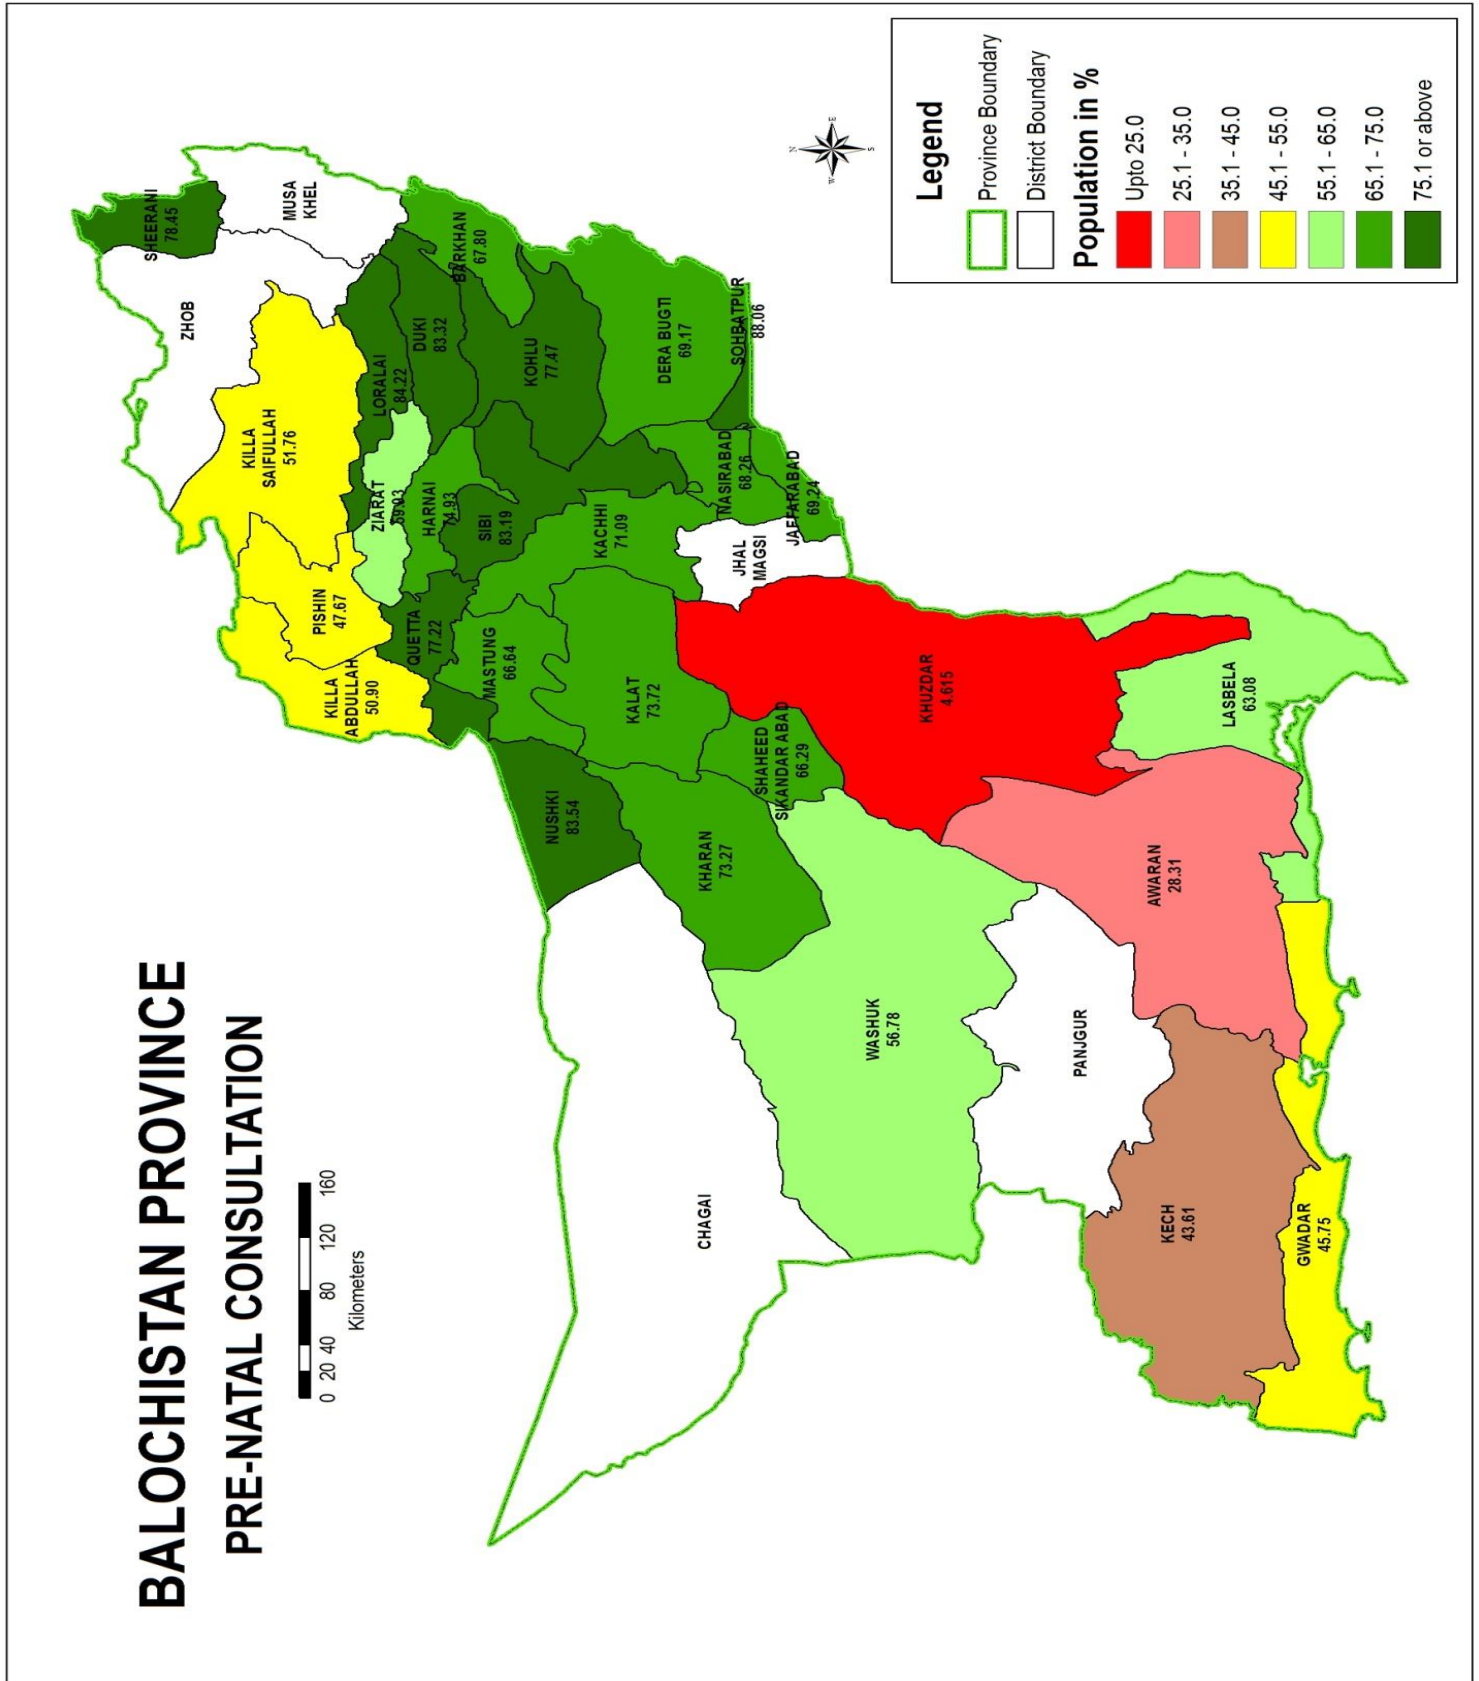 BALOCHISTAN PROVINCE
PRE-NATAL CONSULTATION
0 20 40 80 120 160
Kilometers
SHEERANI
78.45
ZHOB
MUSA
KHEL
KILLA
SAIFULLAH
51.76
PISHIN
47.67
KILLA
ABDULLAH
50.90
LORALAI
84.22
DUKI
83.32
BARKHAN
67.80
ZIARAT
59.93
HARNAI
74.93
QUETTA
77.22
SIBI
83.19
KOHLU
77.47
MASTUNG
66.64
NUSHKI
83.54
KACHHI
71.09
DERA BUGTI
69.17
SOHBATPUR
88.06
NASIRABAD
68.26
JAFFARABAD
69.24
JHAL
MAGSI
KALAT
73.72
KHARAN
73.27
SHAHEED
SIKANDAR ABAD
66.29
CHAGAI
KHUZDAR
4.615
WASHUK
56.78
PANJGUR
AWARAN
28.31
LASBELA
63.08
KECH
43.61
GWADAR
45.75
N
W
E
S
Legend
Province Boundary
District Boundary
Population in %
Upto 25.0
25.1 - 35.0
35.1 - 45.0
45.1 - 55.0
55.1 - 65.0
65.1 - 75.0
75.1 or above